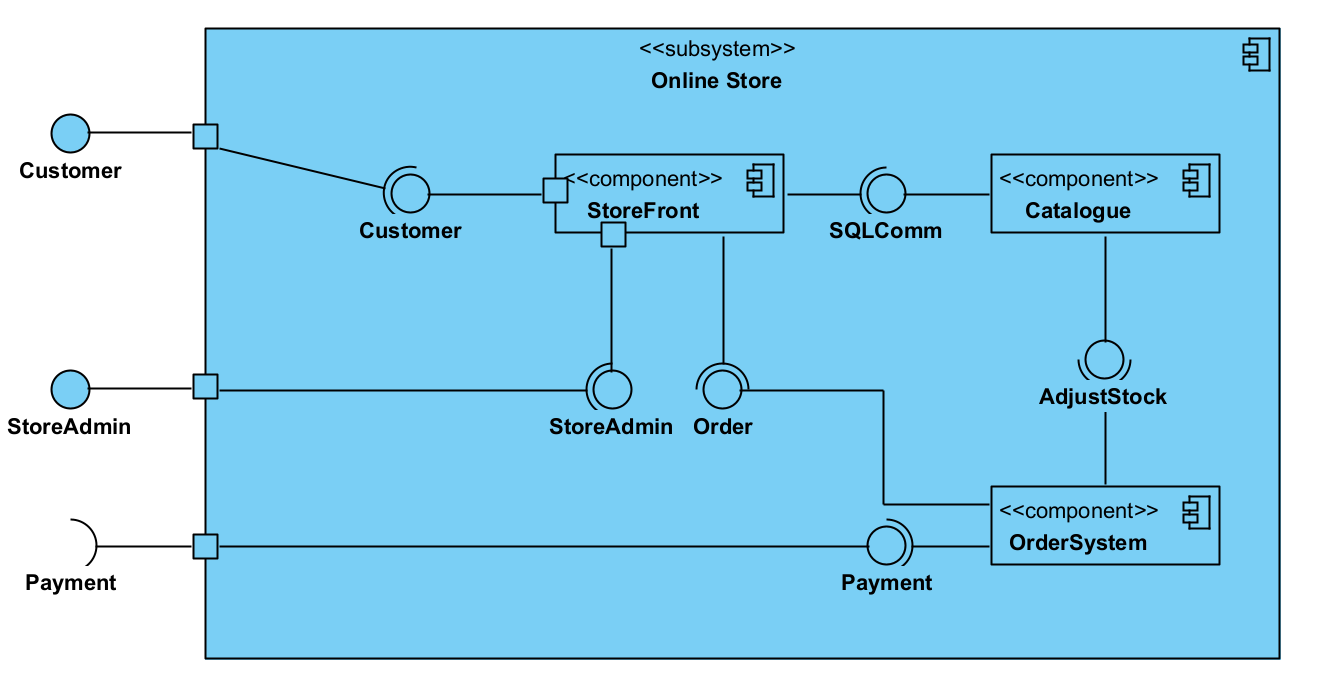 <<subsystem>>
Online Store
Customer
<<component>>
StoreFront
Customer
SQLComm
<<component>>
Catalogue
StoreAdmin
StoreAdmin
Order
AdjustStock
Payment
Payment
<<component>>
OrderSystem